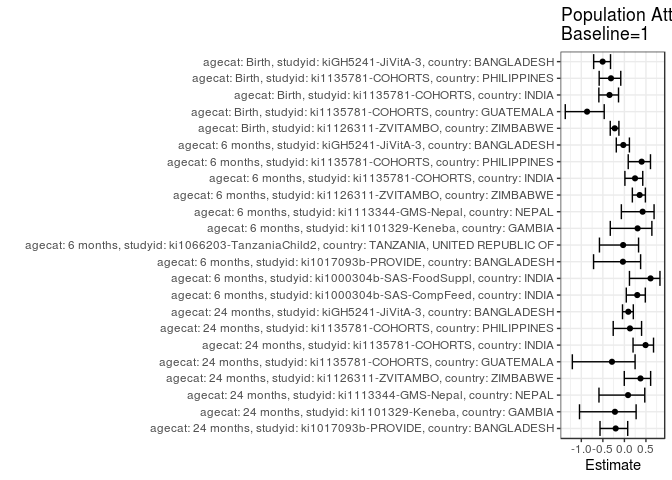 Population Att
Baseline=1
agecat: Birth, studyid: kiGH5241-JiVitA-3, country: BANGLADESH
agecat: Birth, studyid: ki1135781-COHORTS, country: PHILIPPINES
agecat: Birth, studyid: ki1135781-COHORTS, country: INDIA
agecat: Birth, studyid: ki1135781-COHORTS, country: GUATEMALA
agecat: Birth, studyid: ki1126311-ZVITAMBO, country: ZIMBABWE
agecat: 6 months, studyid: kiGH5241-JiVitA-3, country: BANGLADESH
agecat: 6 months, studyid: ki1135781-COHORTS, country: PHILIPPINES
agecat: 6 months, studyid: ki1135781-COHORTS, country: INDIA
agecat: 6 months, studyid: ki1126311-ZVITAMBO, country: ZIMBABWE
agecat: 6 months, studyid: ki1113344-GMS-Nepal, country: NEPAL
agecat: 6 months, studyid: ki1101329-Keneba, country: GAMBIA
agecat: 6 months, studyid: ki1066203-TanzaniaChild2, country: TANZANIA, UNITED REPUBLIC OF
agecat: 6 months, studyid: ki1017093b-PROVIDE, country: BANGLADESH
agecat: 6 months, studyid: ki1000304b-SAS-FoodSuppl, country: INDIA
agecat: 6 months, studyid: ki1000304b-SAS-CompFeed, country: INDIA
agecat: 24 months, studyid: kiGH5241-JiVitA-3, country: BANGLADESH
agecat: 24 months, studyid: ki1135781-COHORTS, country: PHILIPPINES
agecat: 24 months, studyid: ki1135781-COHORTS, country: INDIA
agecat: 24 months, studyid: ki1135781-COHORTS, country: GUATEMALA
agecat: 24 months, studyid: ki1126311-ZVITAMBO, country: ZIMBABWE
agecat: 24 months, studyid: ki1113344-GMS-Nepal, country: NEPAL
agecat: 24 months, studyid: ki1101329-Keneba, country: GAMBIA
agecat: 24 months, studyid: ki1017093b-PROVIDE, country: BANGLADESH
-1.0 -0.5 0.0 0.5
Estimate